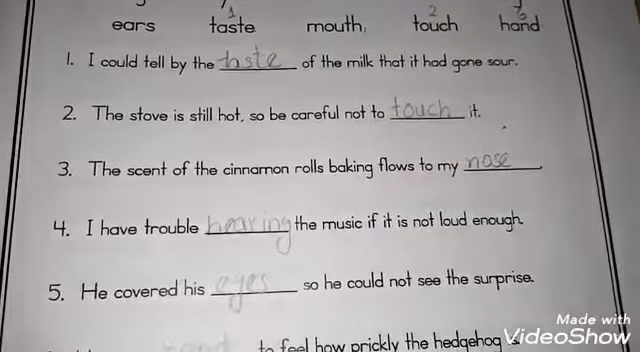 ears taste 1 mouth, touch 2 hand
1. I could tell by the taste of the milk that it had gone sour.
2. The stove is still hot, so be careful not to touch it.
3. The scent of the cinnamon rolls baking flows to my nose.
4. I have trouble hearing the music if it is not loud enough.
5. He covered his eyes so he could not see the surprise.
hand to feel how prickly the hedgehog
Made with
VideoShow